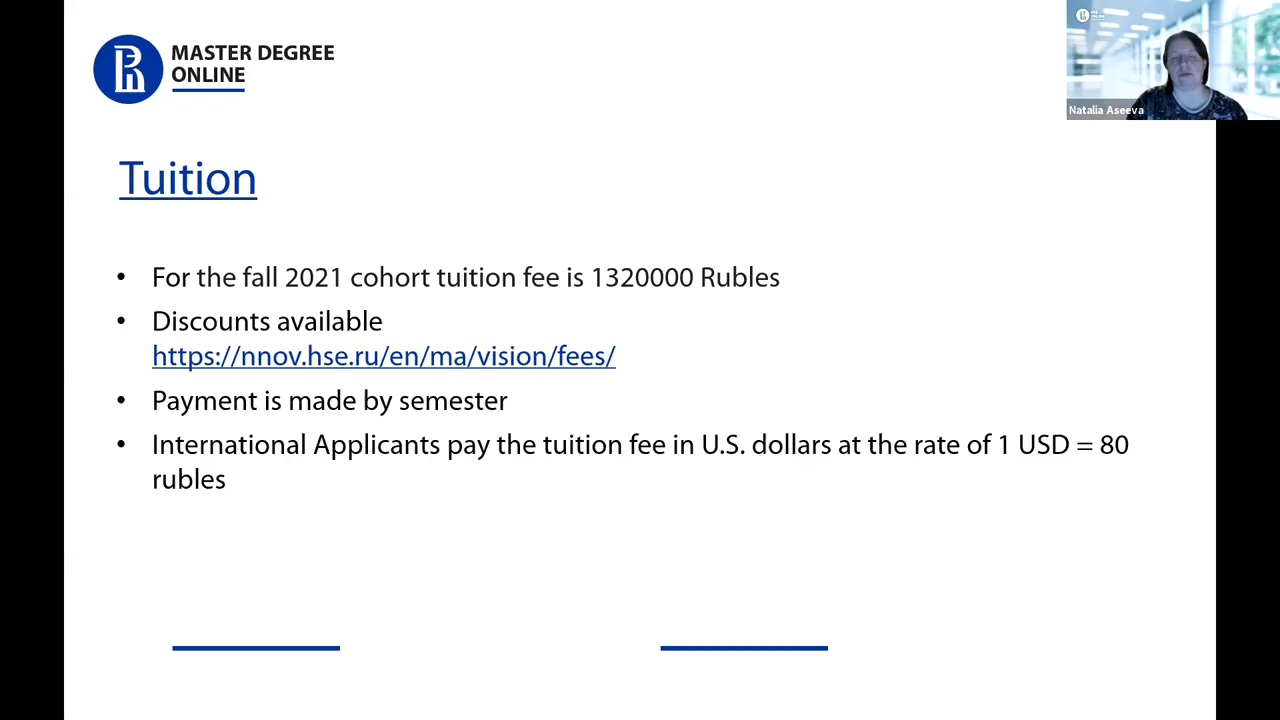 MASTER DEGREE
ONLINE
Natalia Aseeva
Tuition
• For the fall 2021 cohort tuition fee is 1320000 Rubles
• Discounts available
https://nnov.hse.ru/en/ma/vision/fees/
• Payment is made by semester
• International Applicants pay the tuition fee in U.S. dollars at the rate of 1 USD = 80
rubles